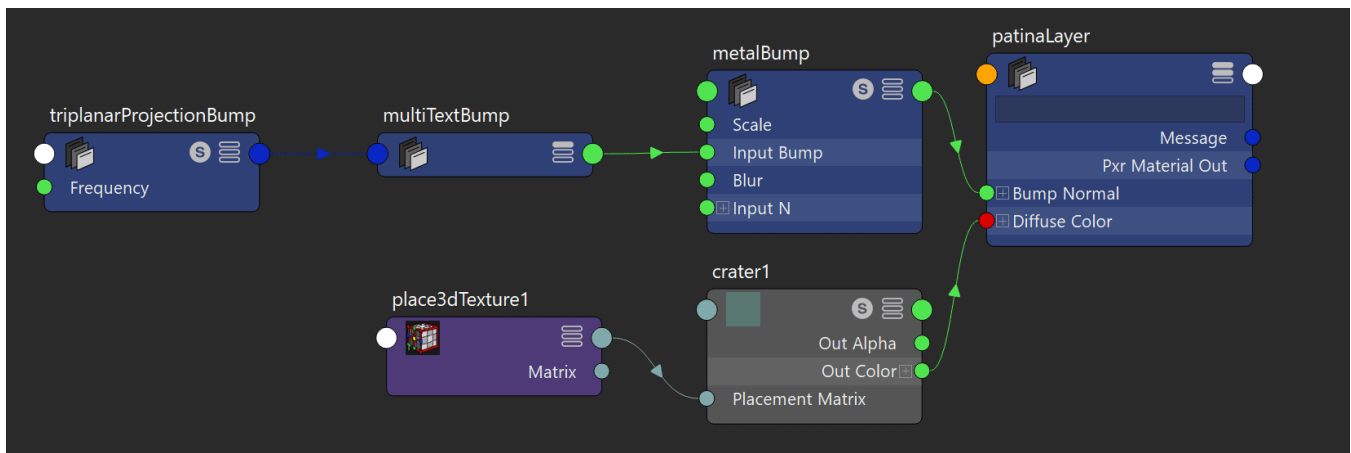 patinaLayer
metalBump
triplanarProjectionBump
multiTextBump
S
S
Scale
Message
Input Bump
Pxr Material Out
Frequency
Blur
Bump Normal
Input N
Diffuse Color
crater1
place3dTexture1
S
Out Alpha
Matrix
Out Color
Placement Matrix